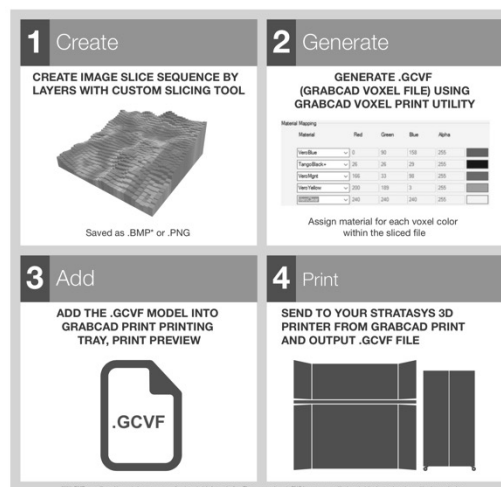 1 Create
CREATE IMAGE SLICE SEQUENCE BY
LAYERS WITH CUSTOM SLICING TOOL
Saved as .BMP* or .PNG
2 Generate
GENERATE .GCVF
(GRABCAD VOXEL FILE) USING
GRABCAD VOXEL PRINT UTILITY
Material Mapping
Material Red Green Blue Alpha
VeroBlue 0 90 158 255
TangoBlack+ 26 26 29 255
VeroMgnt 166 33 98 255
VeroYellow 200 189 3 255
VeroClear 240 240 240 255
Assign material for each voxel color
within the sliced file
3 Add
ADD THE .GCVF MODEL INTO
GRABCAD PRINT PRINTING
TRAY, PRINT PREVIEW
.GCVF
4 Print
SEND TO YOUR STRATASYS 3D
PRINTER FROM GRABCAD PRINT
AND OUTPUT .GCVF FILE